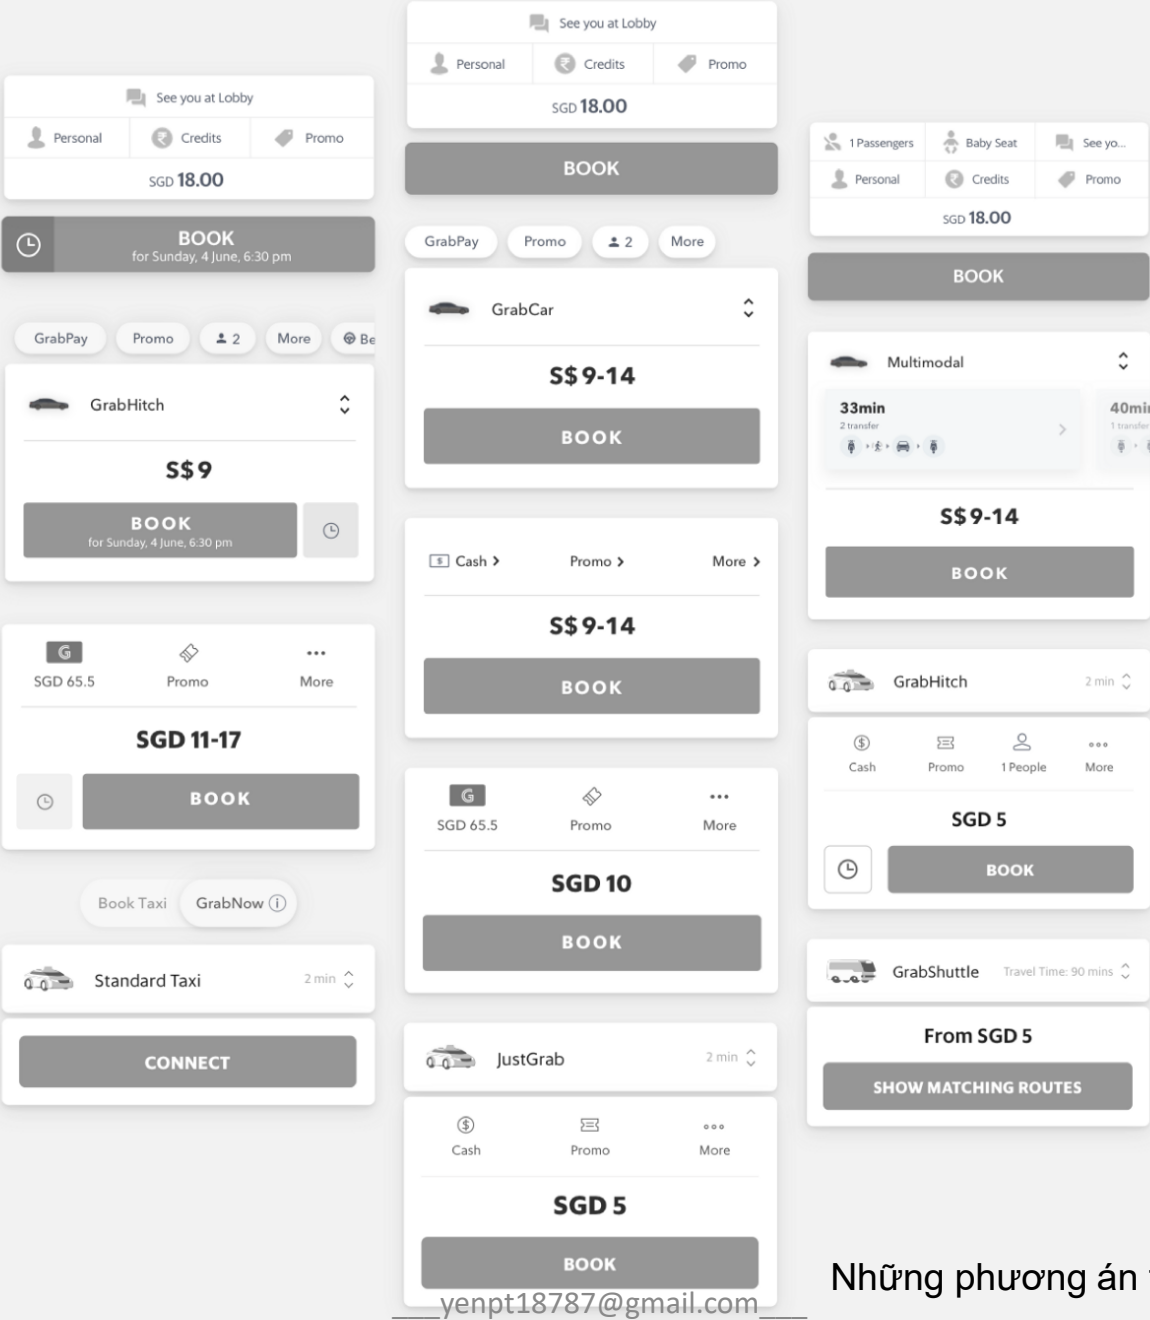 See you at Lobby
Personal Credits Promo
SGD 18.00
BOOK
for Sunday, 4 June, 6:30 pm
GrabPay Promo 2 More Be
GrabHitch
S$ 9
BOOK
for Sunday, 4 June, 6:30 pm
G
SGD 65.5 Promo More
SGD 11-17
BOOK
Book Taxi GrabNow
Standard Taxi 2 min
CONNECT
See you at Lobby
Personal Credits Promo
SGD 18.00
BOOK
GrabPay Promo 2 More
GrabCar
S$ 9-14
BOOK
$ Cash Promo More
S$ 9-14
BOOK
G
SGD 65.5 Promo More
SGD 10
BOOK
JustGrab 2 min
Cash Promo More
SGD 5
BOOK
1 Passengers Baby Seat See yo...
Personal Credits Promo
SGD 18.00
BOOK
Multimodal
33min 40mi
2 transfer 1 transfer
S$ 9-14
BOOK
GrabHitch 2 min
Cash Promo 1 People More
SGD 5
BOOK
GrabShuttle Travel Time: 90 mins
From SGD 5
SHOW MATCHING ROUTES
Những phương án
___yenpt18787@gmail.com___